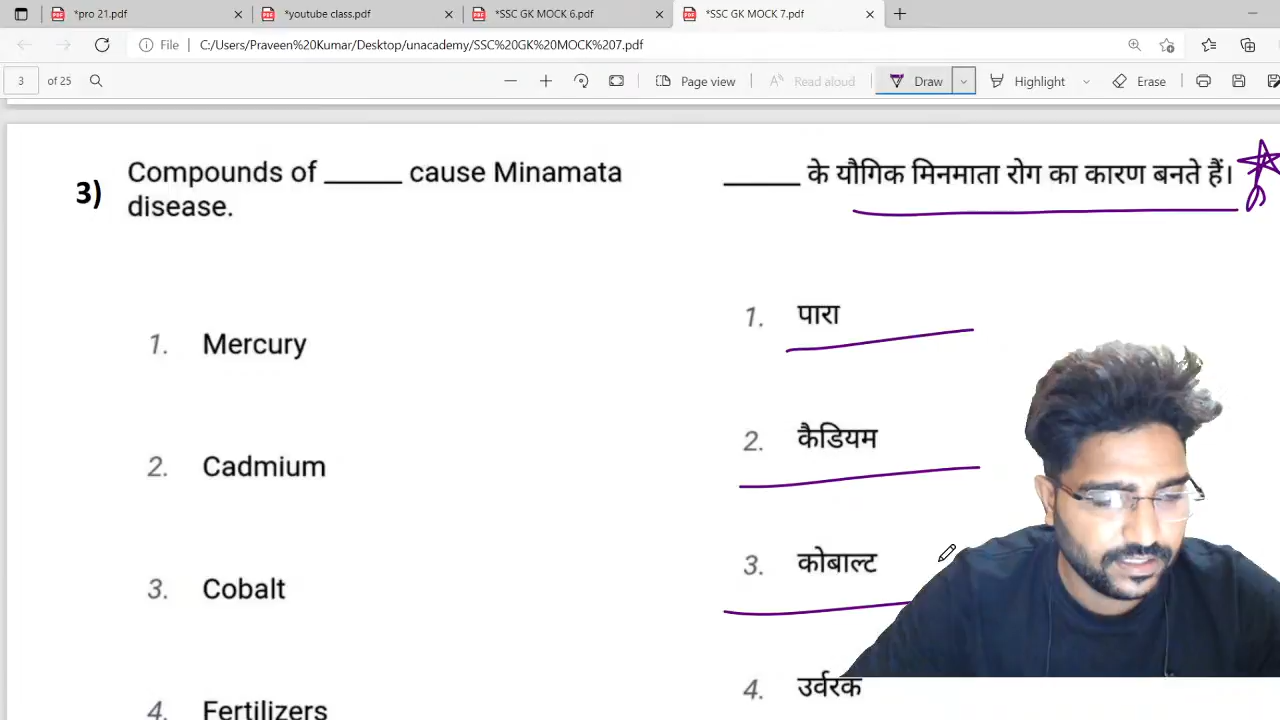 *pro 21.pdf
*youtube class.pdf
*SSC GK MOCK 6.pdf
*SSC GK MOCK 7.pdf
File
C:/Users/Praveen%20Kumar/Desktop/unacademy/SSC%20GK%20MOCK%207.pdf
3 of 25
Page view
Read aloud
Draw
Highlight
Erase
3) Compounds of _____ cause Minamata
disease.
1. Mercury
2. Cadmium
3. Cobalt
4. Fertilizers
_____ के यौगिक मिनमाता रोग का कारण बनते हैं।
1. पारा
2. कैडियम
3. कोबाल्ट
4. उर्वरक